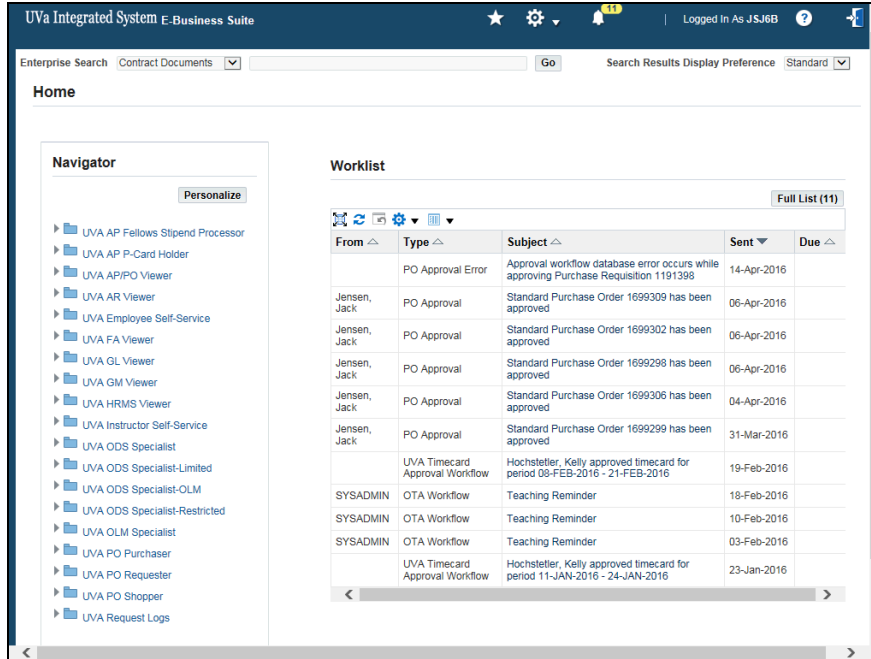 UVa Integrated System E-Business Suite
11
Logged In As JSJ6B
?
Enterprise Search Contract Documents Go Search Results Display Preference Standard
Home
Navigator
Personalize
UVA AP Fellows Stipend Processor
UVA AP P-Card Holder
UVA AP/PO Viewer
UVA AR Viewer
UVA Employee Self-Service
UVA FA Viewer
UVA GL Viewer
UVA GM Viewer
UVA HRMS Viewer
UVA Instructor Self-Service
UVA ODS Specialist
UVA ODS Specialist-Limited
UVA ODS Specialist-OLM
UVA ODS Specialist-Restricted
UVA OLM Specialist
UVA PO Purchaser
UVA PO Requester
UVA PO Shopper
UVA Request Logs
Worklist
Full List (11)
From Type Subject Sent Due
PO Approval Error Approval workflow database error occurs while
approving Purchase Requisition 1191398 14-Apr-2016
Jensen,
Jack PO Approval Standard Purchase Order 1699309 has been
approved 06-Apr-2016
Jensen,
Jack PO Approval Standard Purchase Order 1699302 has been
approved 06-Apr-2016
Jensen,
Jack PO Approval Standard Purchase Order 1699298 has been
approved 06-Apr-2016
Jensen,
Jack PO Approval Standard Purchase Order 1699306 has been
approved 04-Apr-2016
Jensen,
Jack PO Approval Standard Purchase Order 1699299 has been
approved 31-Mar-2016
UVA Timecard
Approval Workflow Hochstetler, Kelly approved timecard for
period 08-FEB-2016 - 21-FEB-2016 19-Feb-2016
SYSADMIN OTA Workflow Teaching Reminder 18-Feb-2016
SYSADMIN OTA Workflow Teaching Reminder 10-Feb-2016
SYSADMIN OTA Workflow Teaching Reminder 03-Feb-2016
UVA Timecard
Approval Workflow Hochstetler, Kelly approved timecard for
period 11-JAN-2016 - 24-JAN-2016 23-Jan-2016